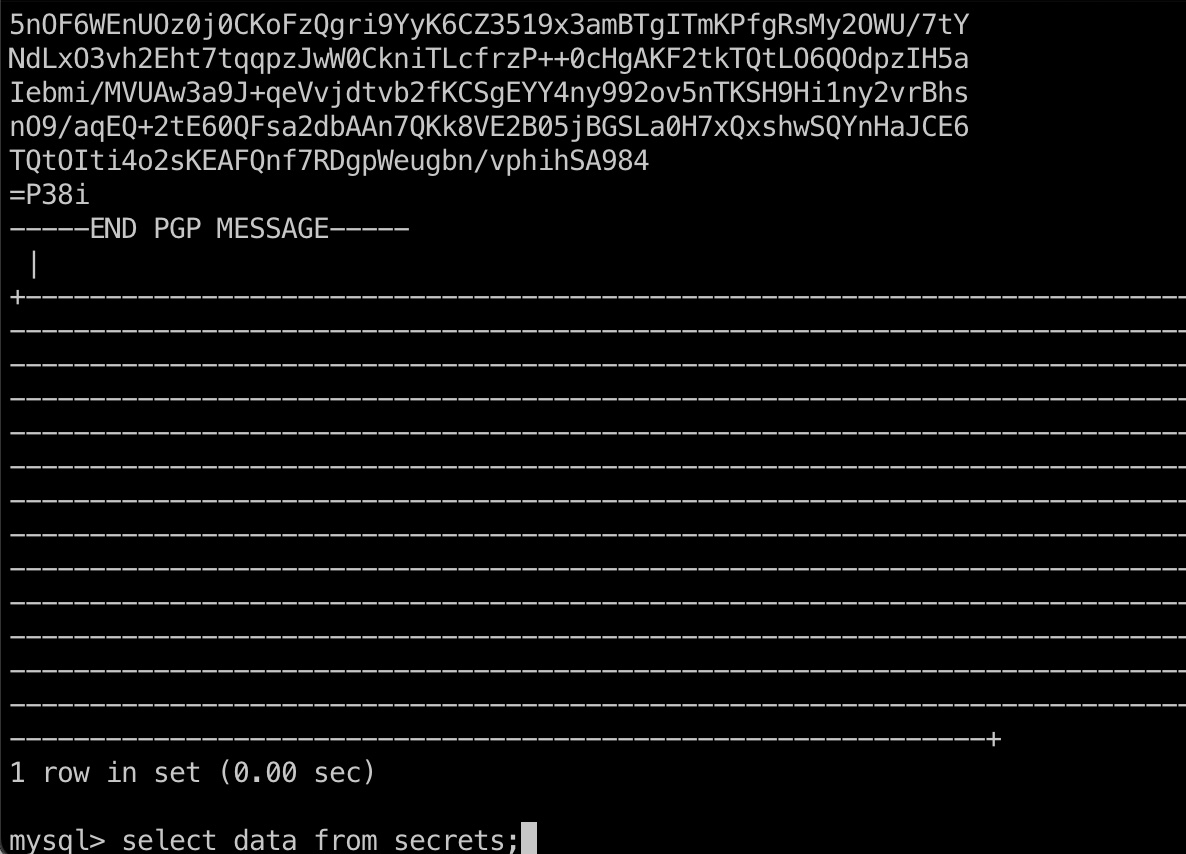 5nOF6WEnUOz0j0CKoFzQgri9YyK6CZ3519x3amBTgITmKPfgRsMy2OWU/7tY
NdLxO3vh2Eht7tqqpzJwW0CkniTLcfrzP++0cHgAKF2tkTQtLO6QOdpzIH5a
Iebmi/MVUAw3a9J+qeVvjdtvb2fKCSgEYY4ny992ov5nTKSH9Hi1ny2vrBhs
nO9/aqEQ+2tE60QFsa2dbAAn7QKk8VE2B05jBGSLa0H7xQxshwSQYnHaJCE6
TQtOIti4o2sKEAFQnf7RDgpWeugbn/vphihSA984
=P38i
-----END PGP MESSAGE-----
 |
+--------------------------------------------------------------------------
--------------------------------------------------------------------------
--------------------------------------------------------------------------
--------------------------------------------------------------------------
--------------------------------------------------------------------------
--------------------------------------------------------------------------
--------------------------------------------------------------------------
--------------------------------------------------------------------------
--------------------------------------------------------------------------
--------------------------------------------------------------------------
--------------------------------------------------------------------------
--------------------------------------------------------------------------
--------------------------------------------------------------------------
-------------------------------------------------------------+
1 row in set (0.00 sec)

mysql> select data from secrets;